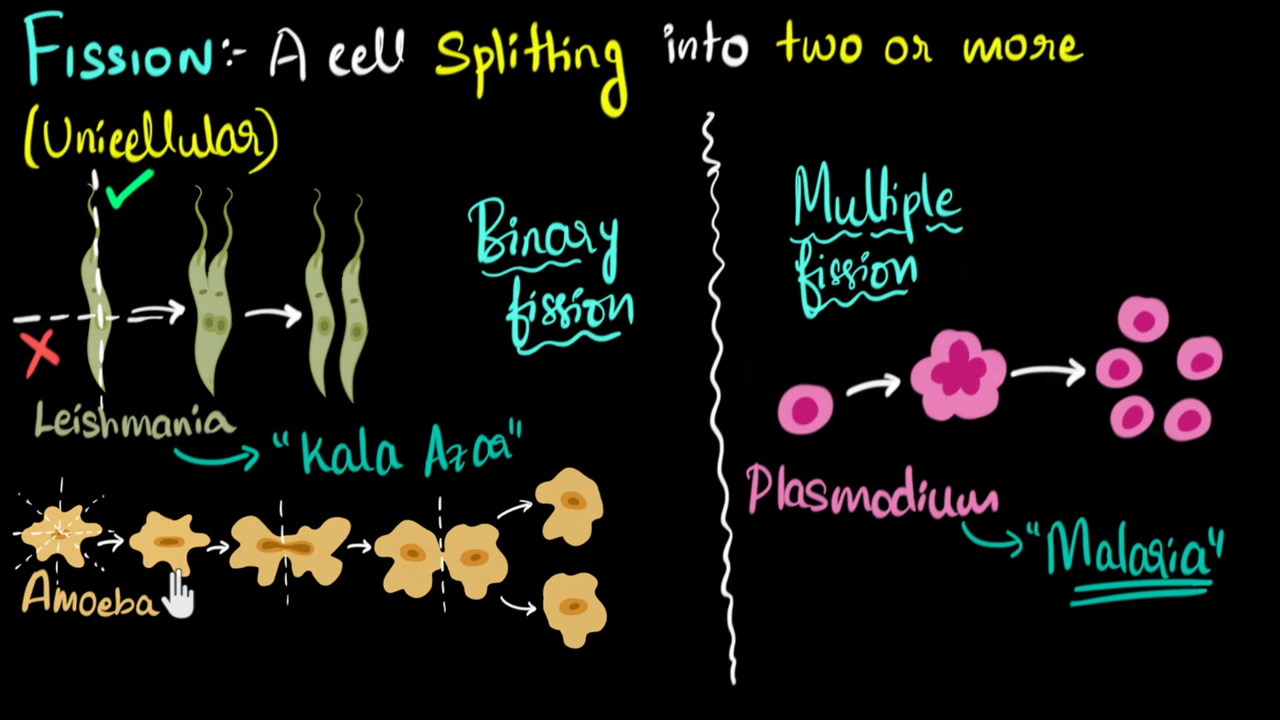 FISSION:- A cell Splitting into two or more
(Unicellular)
Binary
fission
Leishmania
"Kala Azar"
Amoeba
Multiple
fission
Plasmodium
"Malaria"